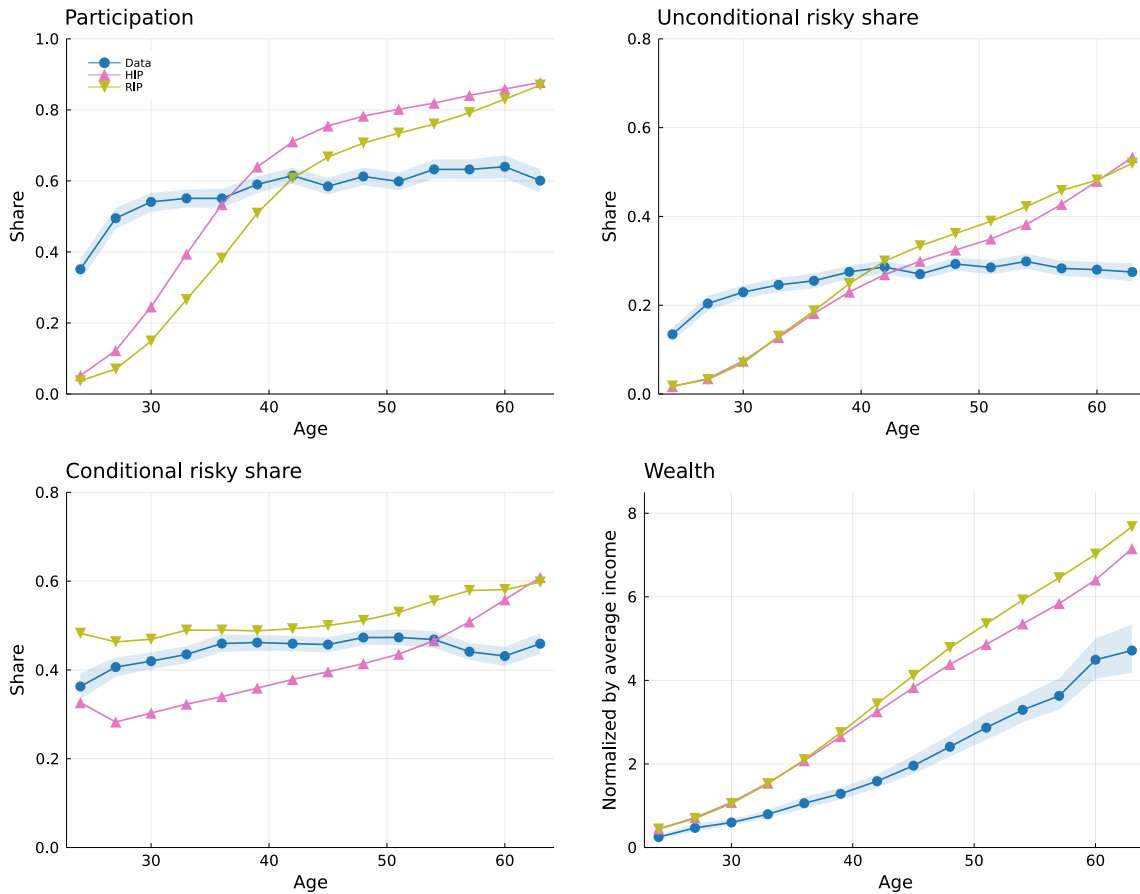 Participation
1.0
0.8
0.6
0.4
0.2
0.0
Share
Data
HIP
RIP
30
40
50
60
Age
Unconditional risky share
0.8
0.6
0.4
0.2
0.0
Share
30
40
50
60
Age
Conditional risky share
0.8
0.6
0.4
0.2
0.0
Share
30
40
50
60
Age
Wealth
8
6
4
2
0
Normalized by average income
30
40
50
60
Age